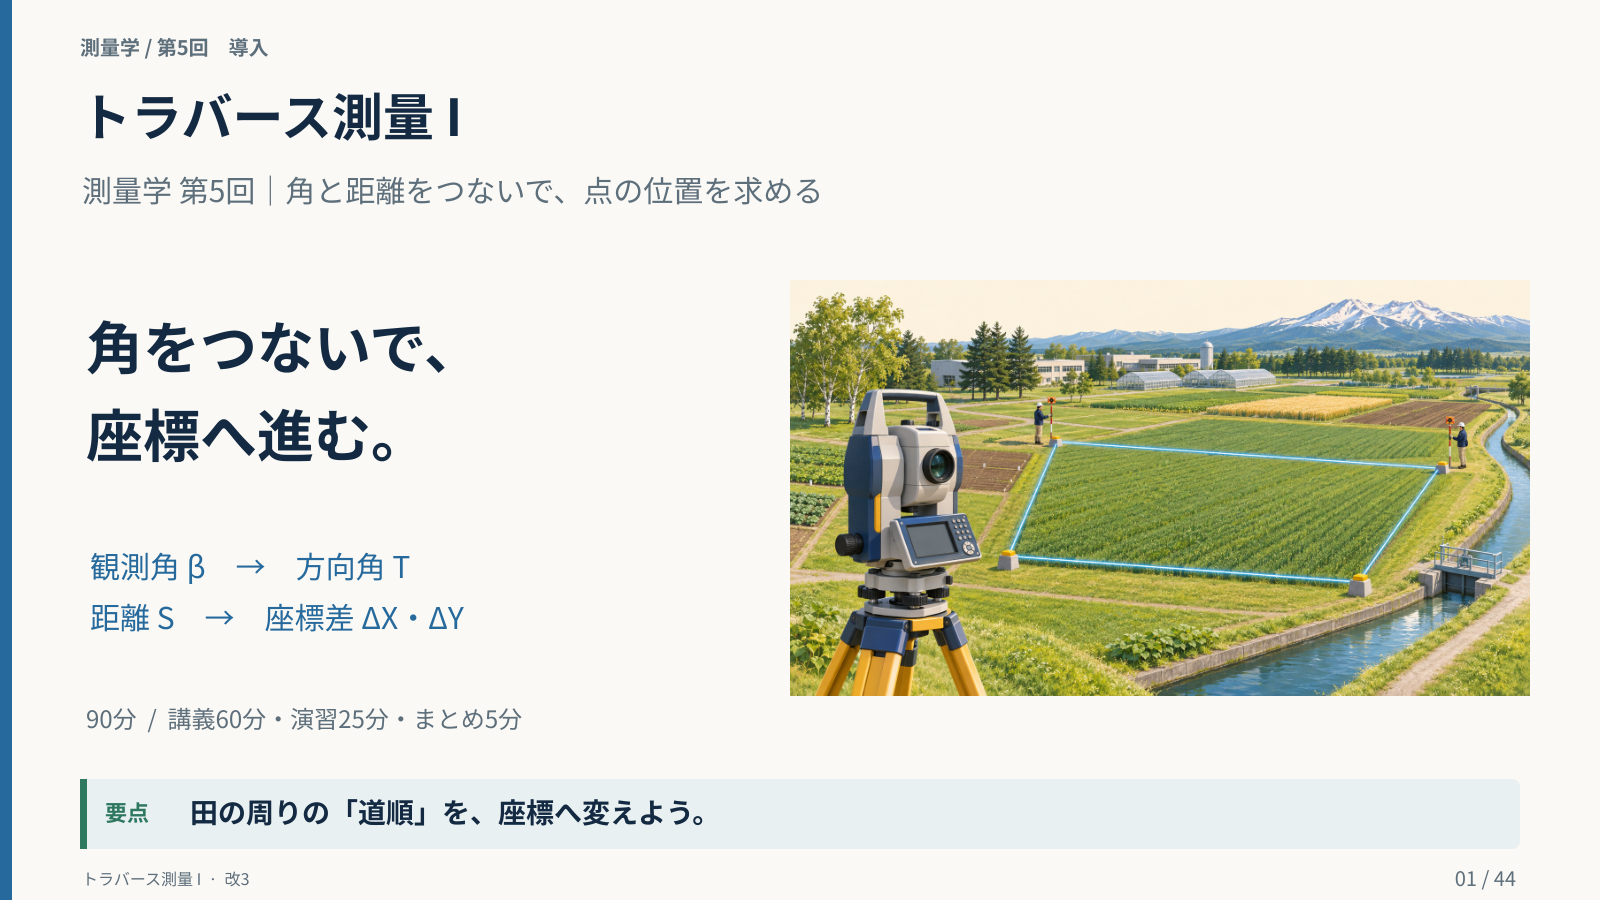 測量学 / 第5回　導入
トラバース測量 I
測量学 第5回｜角と距離をつないで、点の位置を求める
角をつないで、
座標へ進む。
観測角 β　→　方向角 T
距離 S　→　座標差 ΔX・ΔY
90分 / 講義60分・演習25分・まとめ5分
要点　田の周りの「道順」を、座標へ変えよう。
トラバース測量 I · 改3
01 / 44